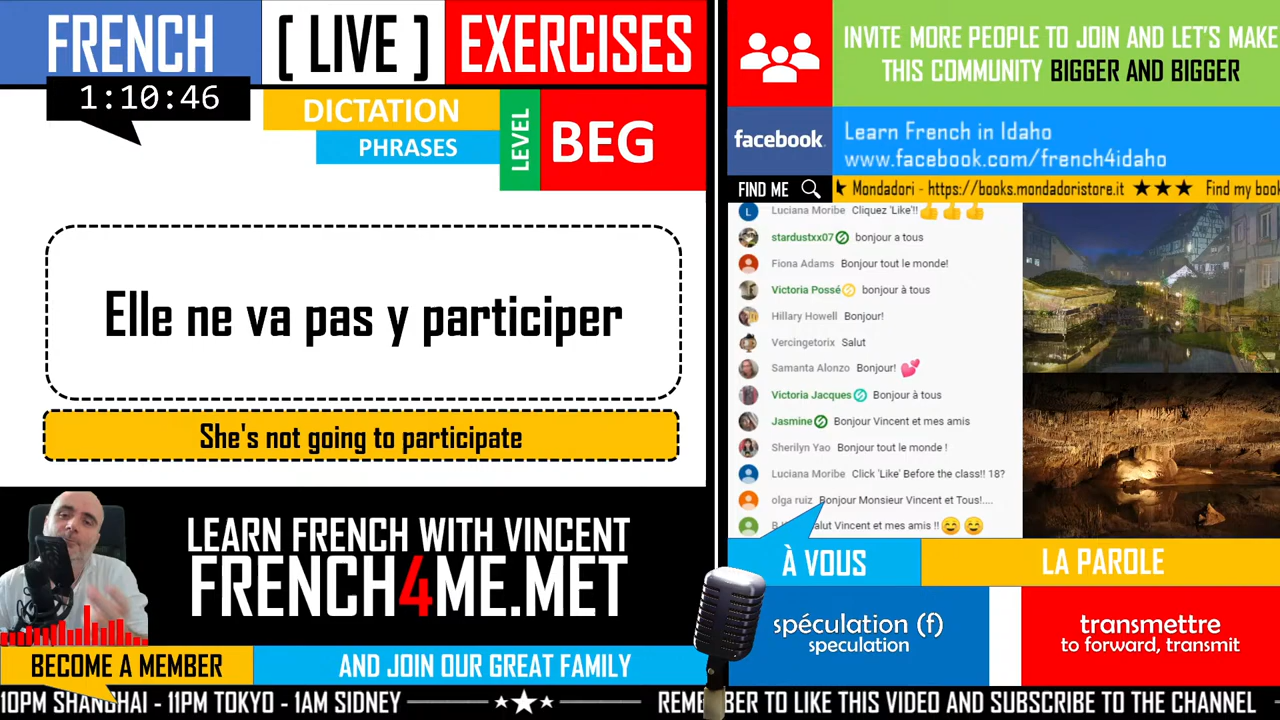 FRENCH
[ LIVE ]
EXERCISES
1:10:46
DICTATION
PHRASES
LEVEL
BEG
Elle ne va pas y participer
She's not going to participate
LEARN FRENCH WITH VINCENT
FRENCH4ME.MET
BECOME A MEMBER
AND JOIN OUR GREAT FAMILY
INVITE MORE PEOPLE TO JOIN AND LET'S MAKE
THIS COMMUNITY BIGGER AND BIGGER
facebook.
Learn French in Idaho
www.facebook.com/french4idaho
FIND ME
★ Mondadori - https://books.mondadoristore.it ★★★ Find my book
L Luciana Moribe Cliquez 'Like'!!👍👍👍
stardustxx07 bonjour a tous
Fiona Adams Bonjour tout le monde!
Victoria Possé bonjour à tous
Hillary Howell Bonjour!
Vercingetorix Salut
Samanta Alonzo Bonjour! 💕
Victoria Jacques Bonjour à tous
Jasmine Bonjour Vincent et mes amis
Sherilyn Yao Bonjour tout le monde !
Luciana Moribe Click 'Like' Before the class!! 18?
olga ruiz Bonjour Monsieur Vincent et Tous!....
Salut Vincent et mes amis !!😊😊
À VOUS
LA PAROLE
spéculation (f)
speculation
transmettre
to forward, transmit
10PM SHANGHAI - 11PM TOKYO - 1AM SIDNEY
REMEMBER TO LIKE THIS VIDEO AND SUBSCRIBE TO THE CHANNEL